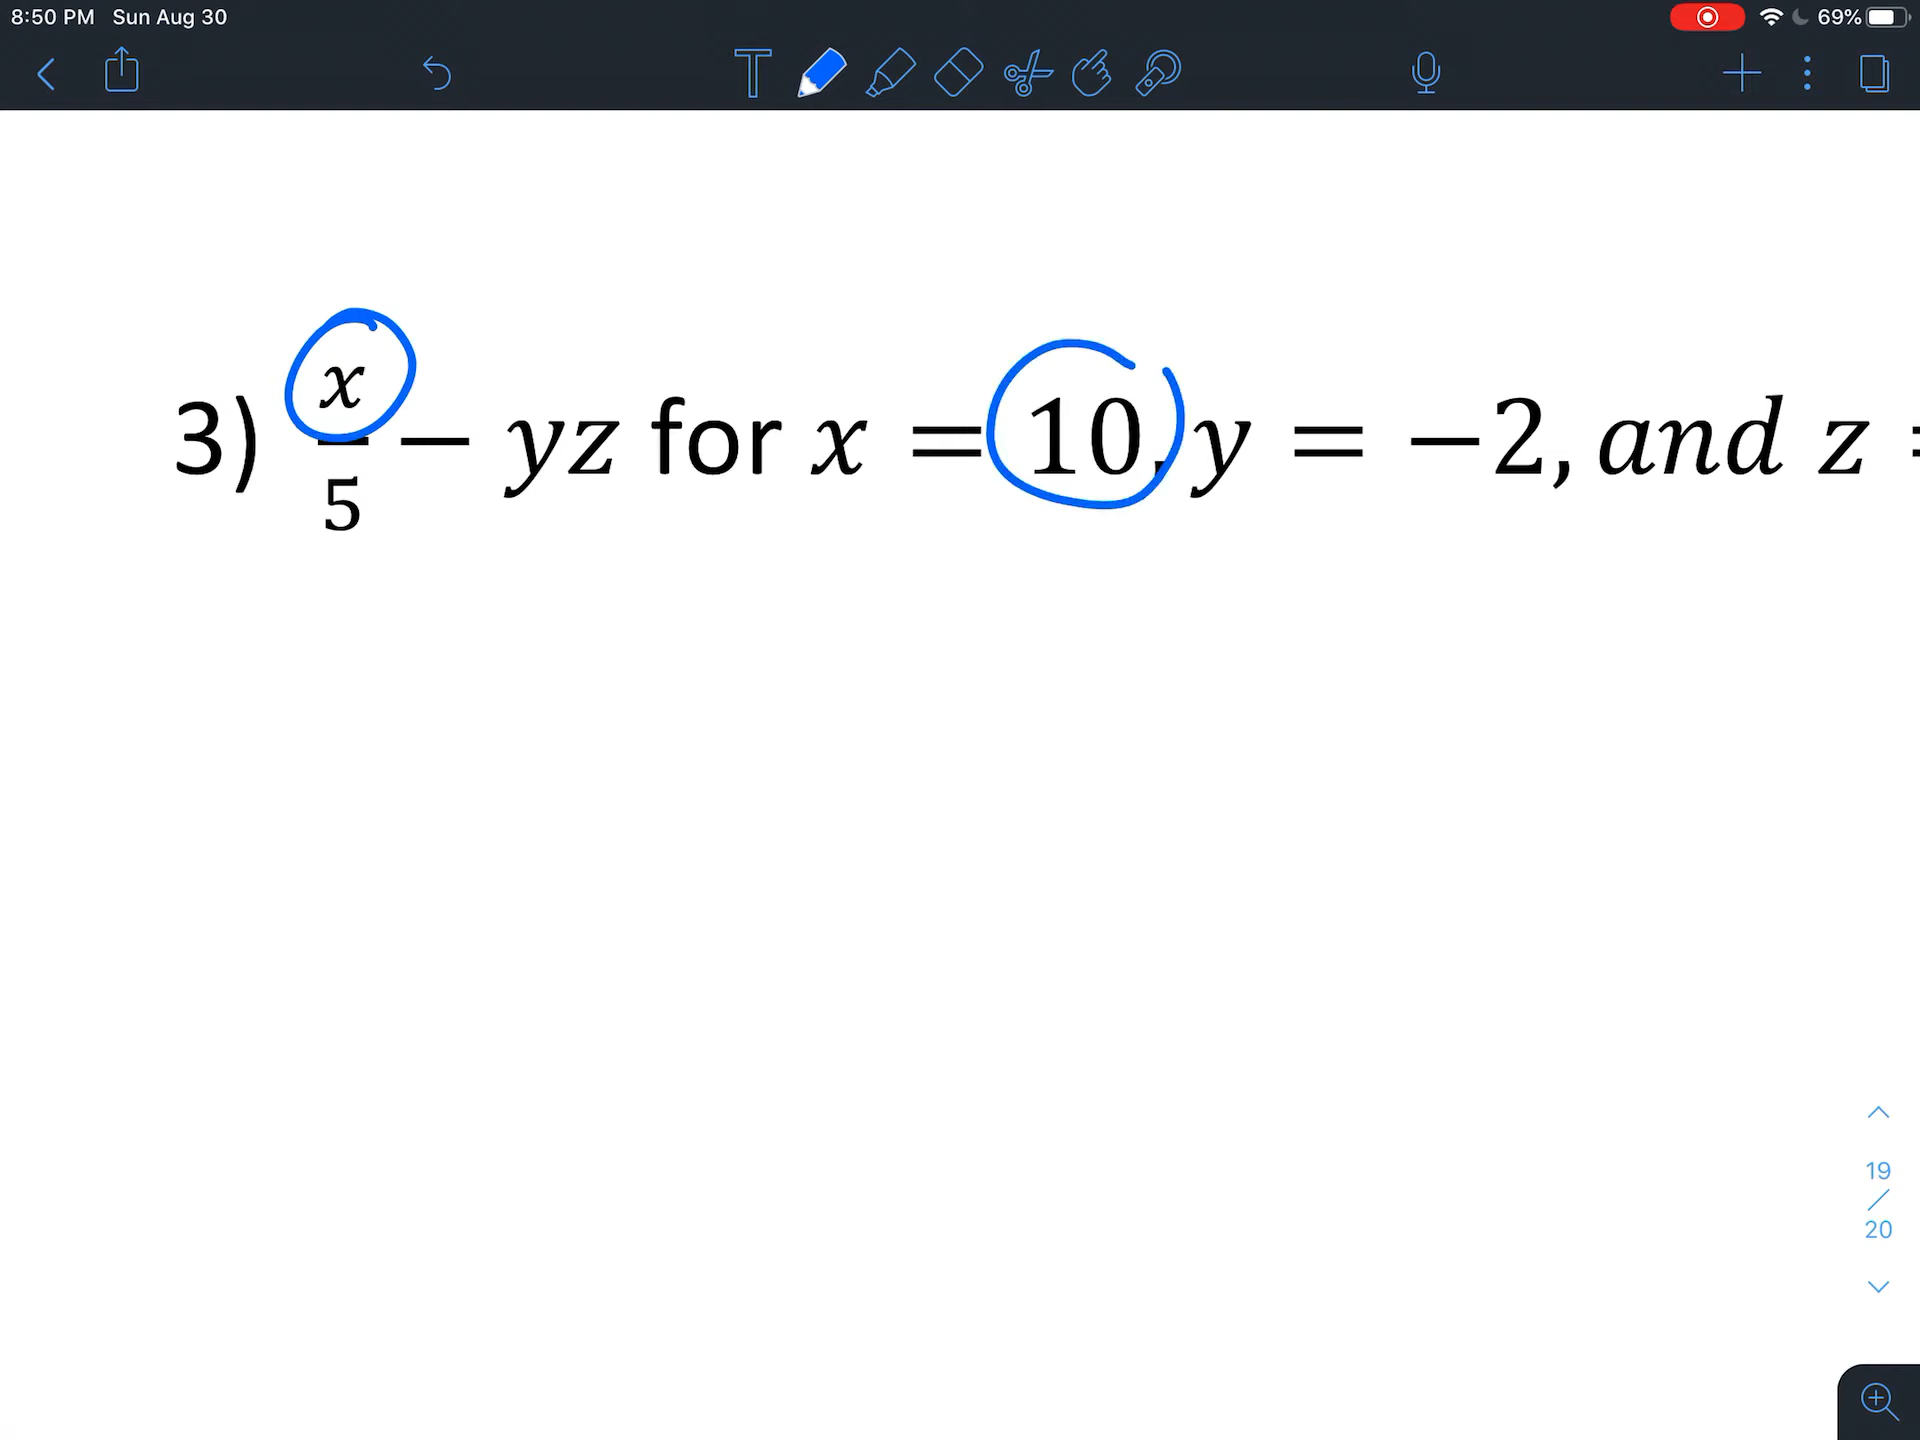 8:50 PM Sun Aug 30 69%
T
3) x/5 − yz for x = 10, y = −2, and z =
19
/
20